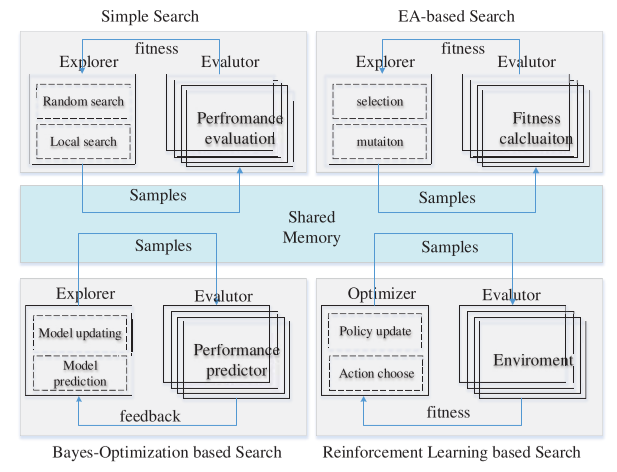 Simple Search
EA-based Search
fitness
Explorer
Evalutor
Random search
Local search
Perfromance
evaluation
Samples
fitness
Explorer
Evalutor
selection
mutaiton
Fitness
calcluaiton
Samples
Shared
Memory
Samples
Explorer
Evalutor
Model updating
Model
prediction
Performance
predictor
feedback
Samples
Optimizer
Evalutor
Policy update
Action choose
Enviroment
fitness
Bayes-Optimization based Search
Reinforcement Learning based Search